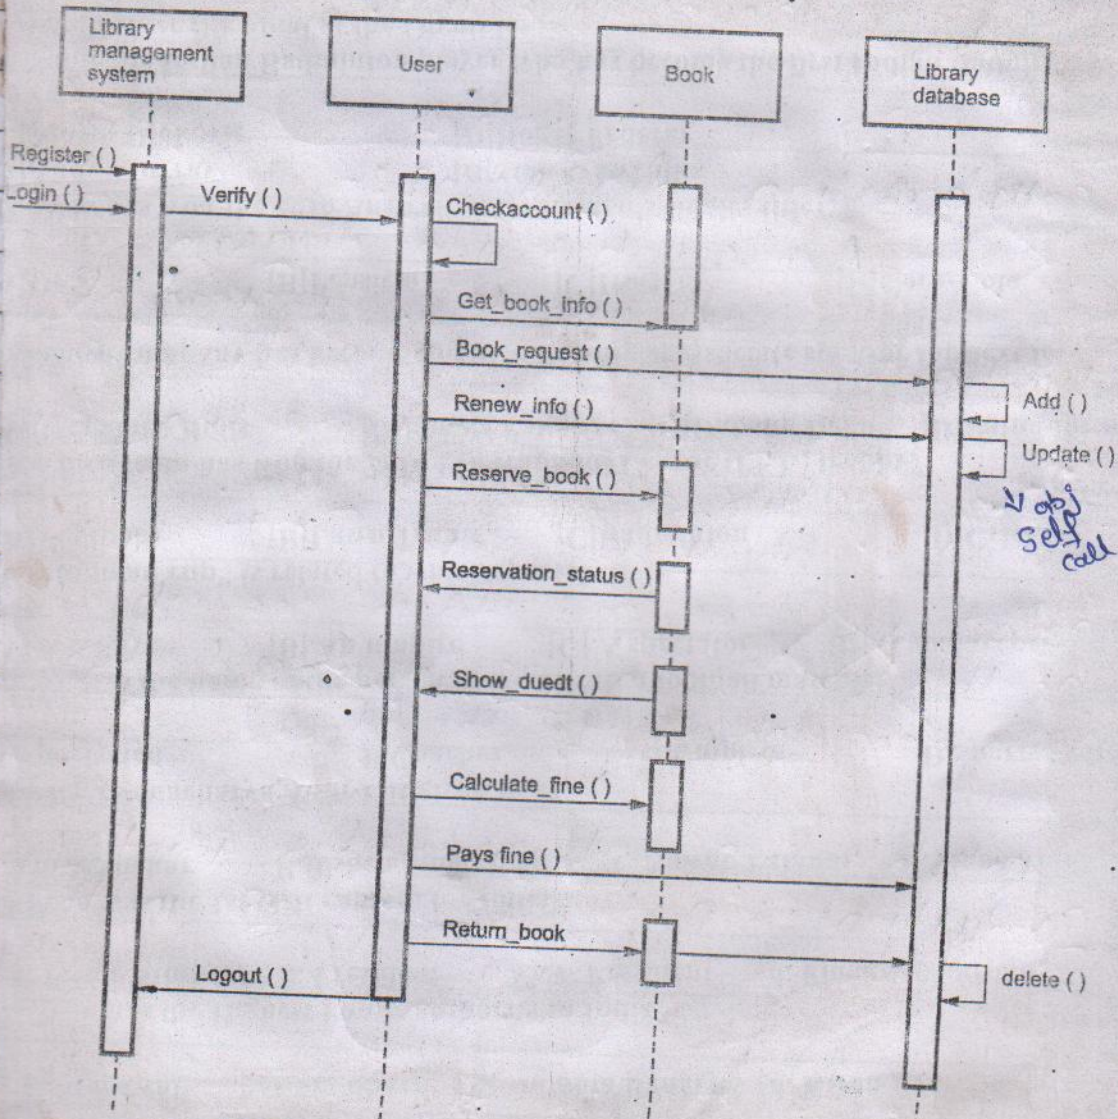 Library
management
system
User
Book
Library
database
Register ( )
Login ( )
Verify ( )
Checkaccount ( )
Get_book_info ( )
Book_request ( )
Add ( )
Renew_info ( )
Update ( )
Reserve_book ( )
obj
self
call
Reservation_status ( )
Show_duedt ( )
Calculate_fine ( )
Pays fine ( )
Return_book
Logout ( )
delete ( )